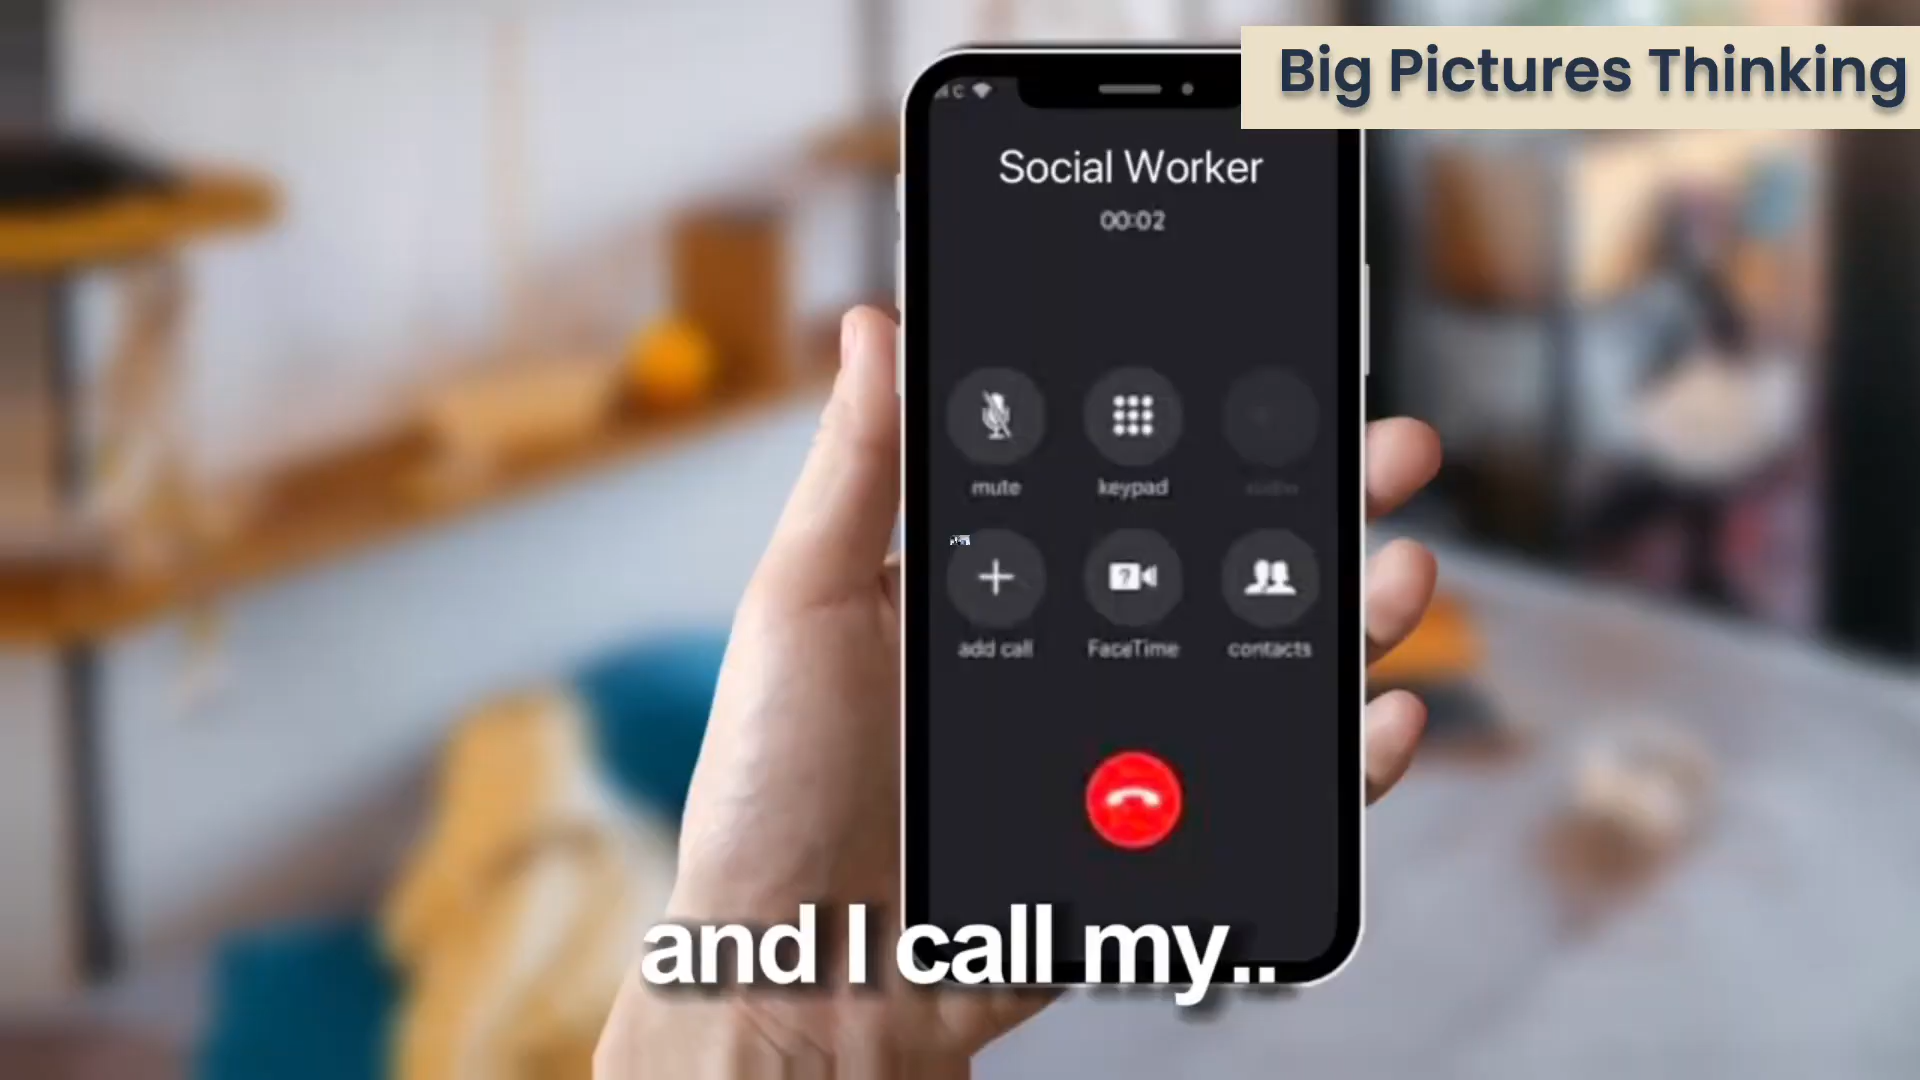 Big Pictures Thinking
Social Worker
00:02
mute
keypad
add call
FaceTime
contacts
and I call my..